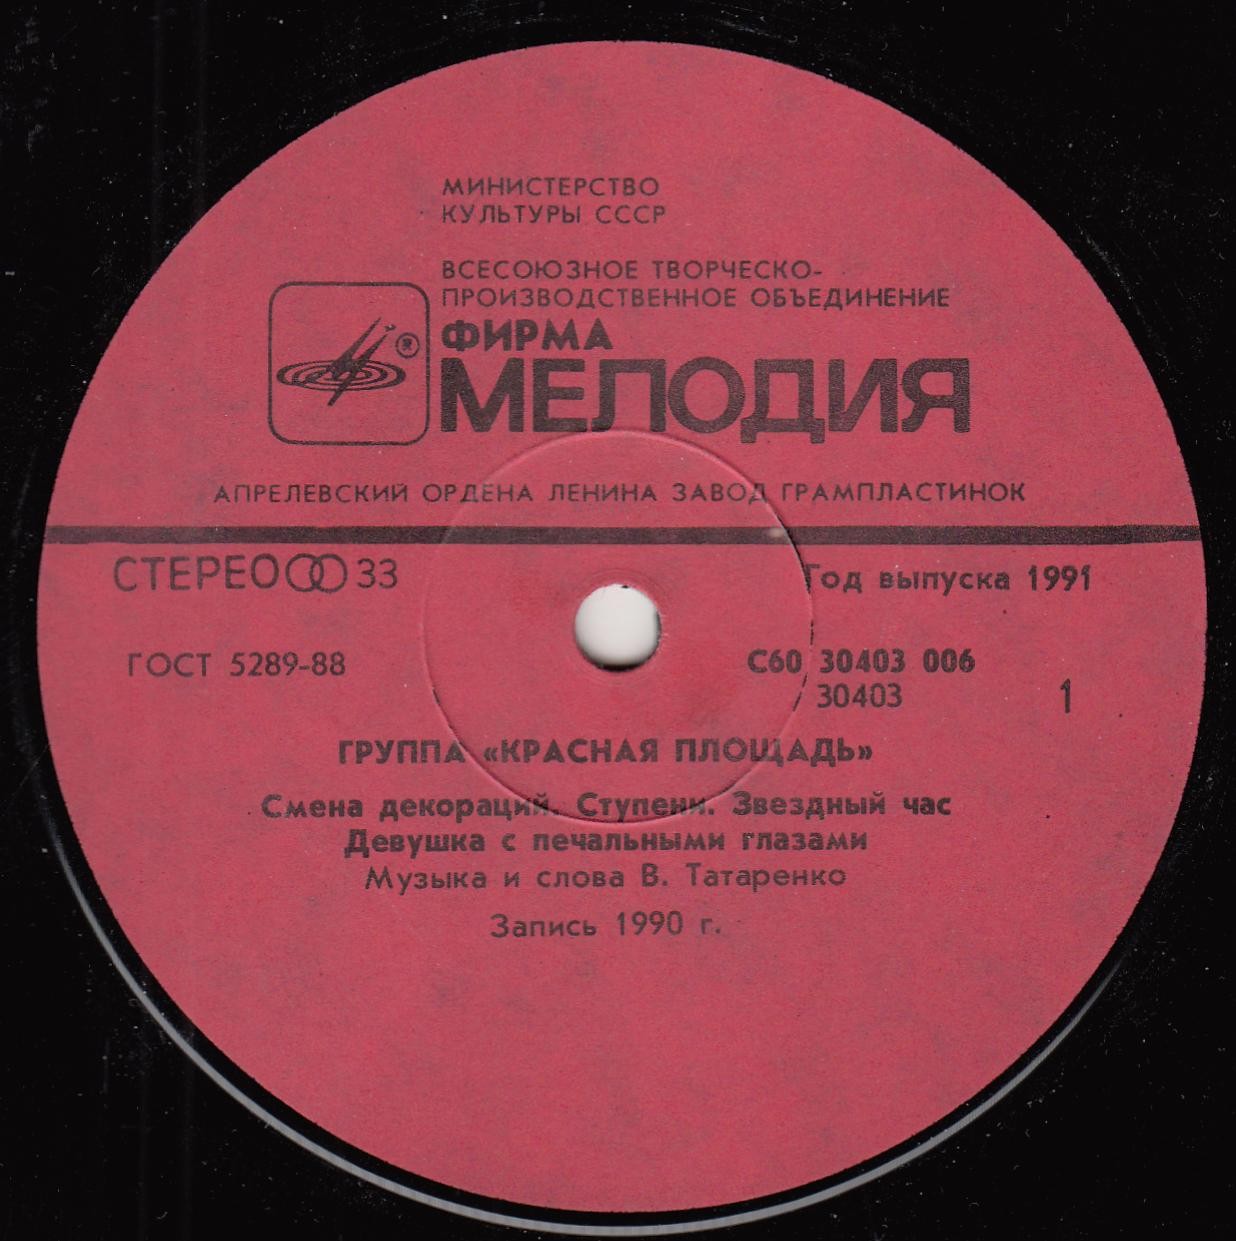 МИНИСТЕРСТВО
КУЛЬТУРЫ СССР
ВСЕСОЮЗНОЕ ТВОРЧЕСКО-
ПРОИЗВОДСТВЕННОЕ ОБЪЕДИНЕНИЕ
ФИРМА
®
МЕЛОДИЯ
АПРЕЛЕВСКИЙ ОРДЕНА ЛЕНИНА ЗАВОД ГРАМПЛАСТИНОК
СТЕРЕО 33
Год выпуска 1991
ГОСТ 5289-88
С60 30403 006
30403
1
ГРУППА «КРАСНАЯ ПЛОЩАДЬ»
Смена декораций. Ступени. Звездный час
Девушка с печальными глазами
Музыка и слова В. Татаренко
Запись 1990 г.